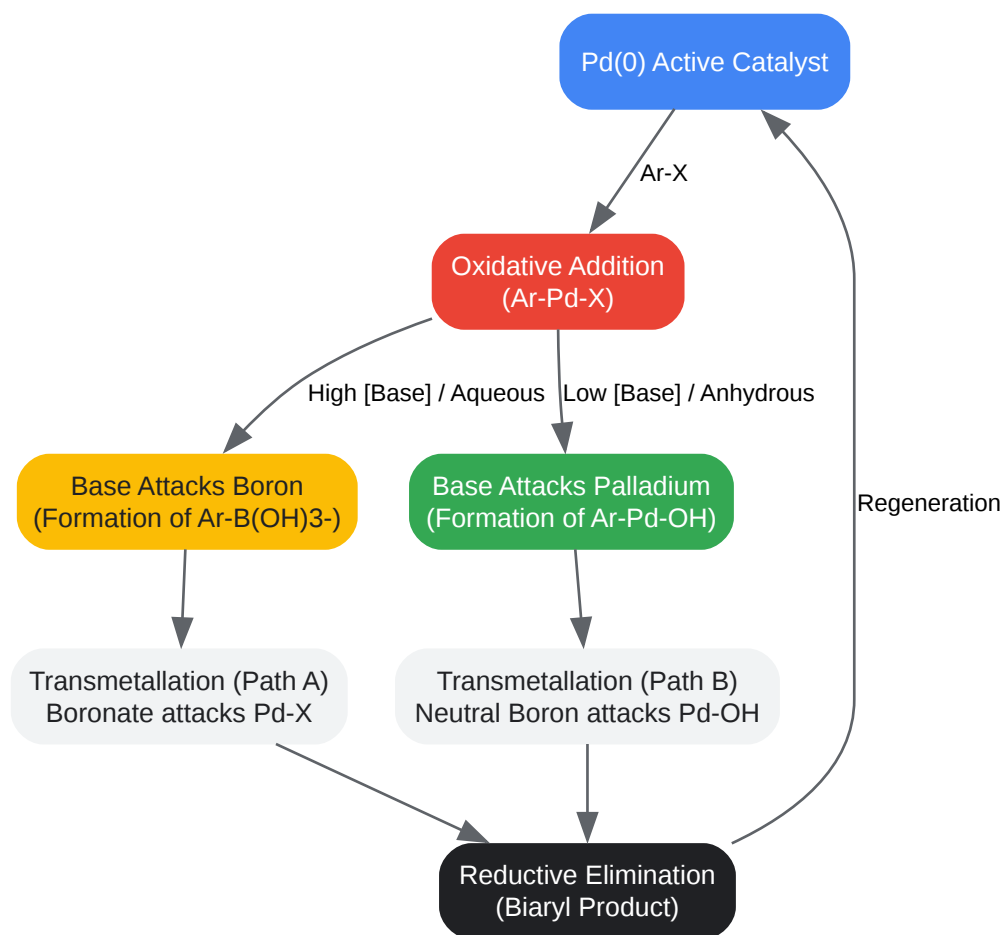 Pd(0) Active Catalyst
Ar-X
Oxidative Addition
(Ar-Pd-X)
High [Base] / Aqueous
Low [Base] / Anhydrous
Base Attacks Boron
(Formation of Ar-B(OH)3-)
Base Attacks Palladium
(Formation of Ar-Pd-OH)
Regeneration
Transmetallation (Path A)
Boronate attacks Pd-X
Transmetallation (Path B)
Neutral Boron attacks Pd-OH
Reductive Elimination
(Biaryl Product)